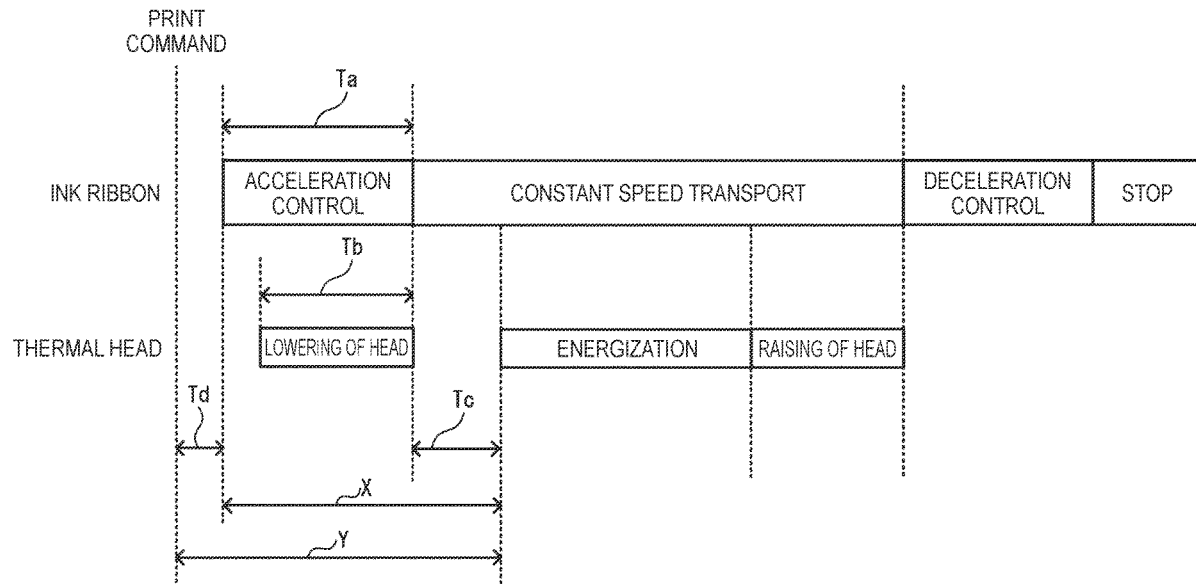 PRINT
COMMAND
Ta
INK RIBBON
ACCELERATION
CONTROL
CONSTANT SPEED TRANSPORT
DECELERATION
CONTROL
STOP
Tb
THERMAL HEAD
LOWERING OF HEAD
ENERGIZATION
RAISING OF HEAD
Td
Tc
X
Y